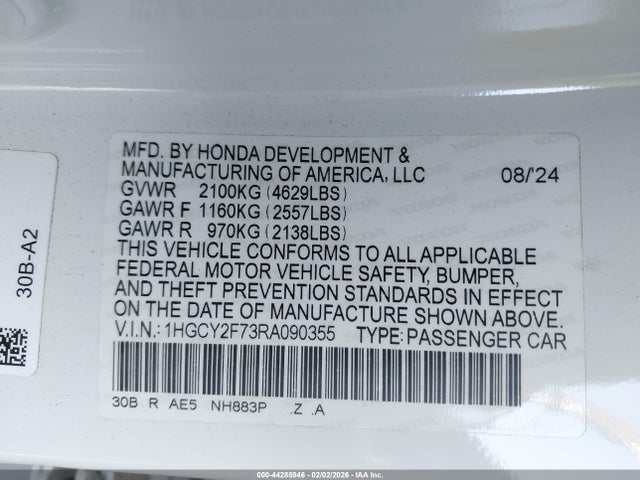 MFD. BY HONDA DEVELOPMENT &
MANUFACTURING OF AMERICA, LLC 08/'24
GVWR 2100KG (4629LBS)
GAWR F 1160KG (2557LBS)
GAWR R 970KG (2138LBS)
THIS VEHICLE CONFORMS TO ALL APPLICABLE
FEDERAL MOTOR VEHICLE SAFETY, BUMPER,
AND THEFT PREVENTION STANDARDS IN EFFECT
ON THE DATE OF MANUFACTURE SHOWN ABOVE.
V.I.N.: 1HGCY2F73RA090355 TYPE: PASSENGER CAR
30B R AE5 NH883P .Z .A
30B-A2
000-44285946 - 02/02/2026 - IAA Inc.